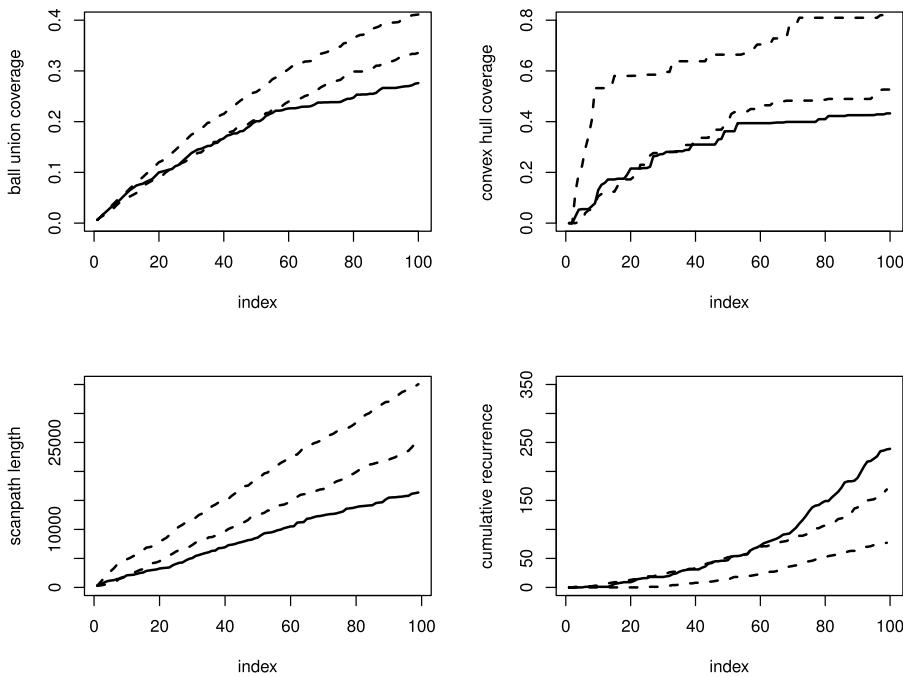 ball union coverage
0.0 0.1 0.2 0.3 0.4
0 20 40 60 80 100
index
convex hull coverage
0.0 0.2 0.4 0.6 0.8
0 20 40 60 80 100
index
scanpath length
0 10000 25000
0 20 40 60 80 100
index
cumulative recurrence
0 50 150 250 350
0 20 40 60 80 100
index